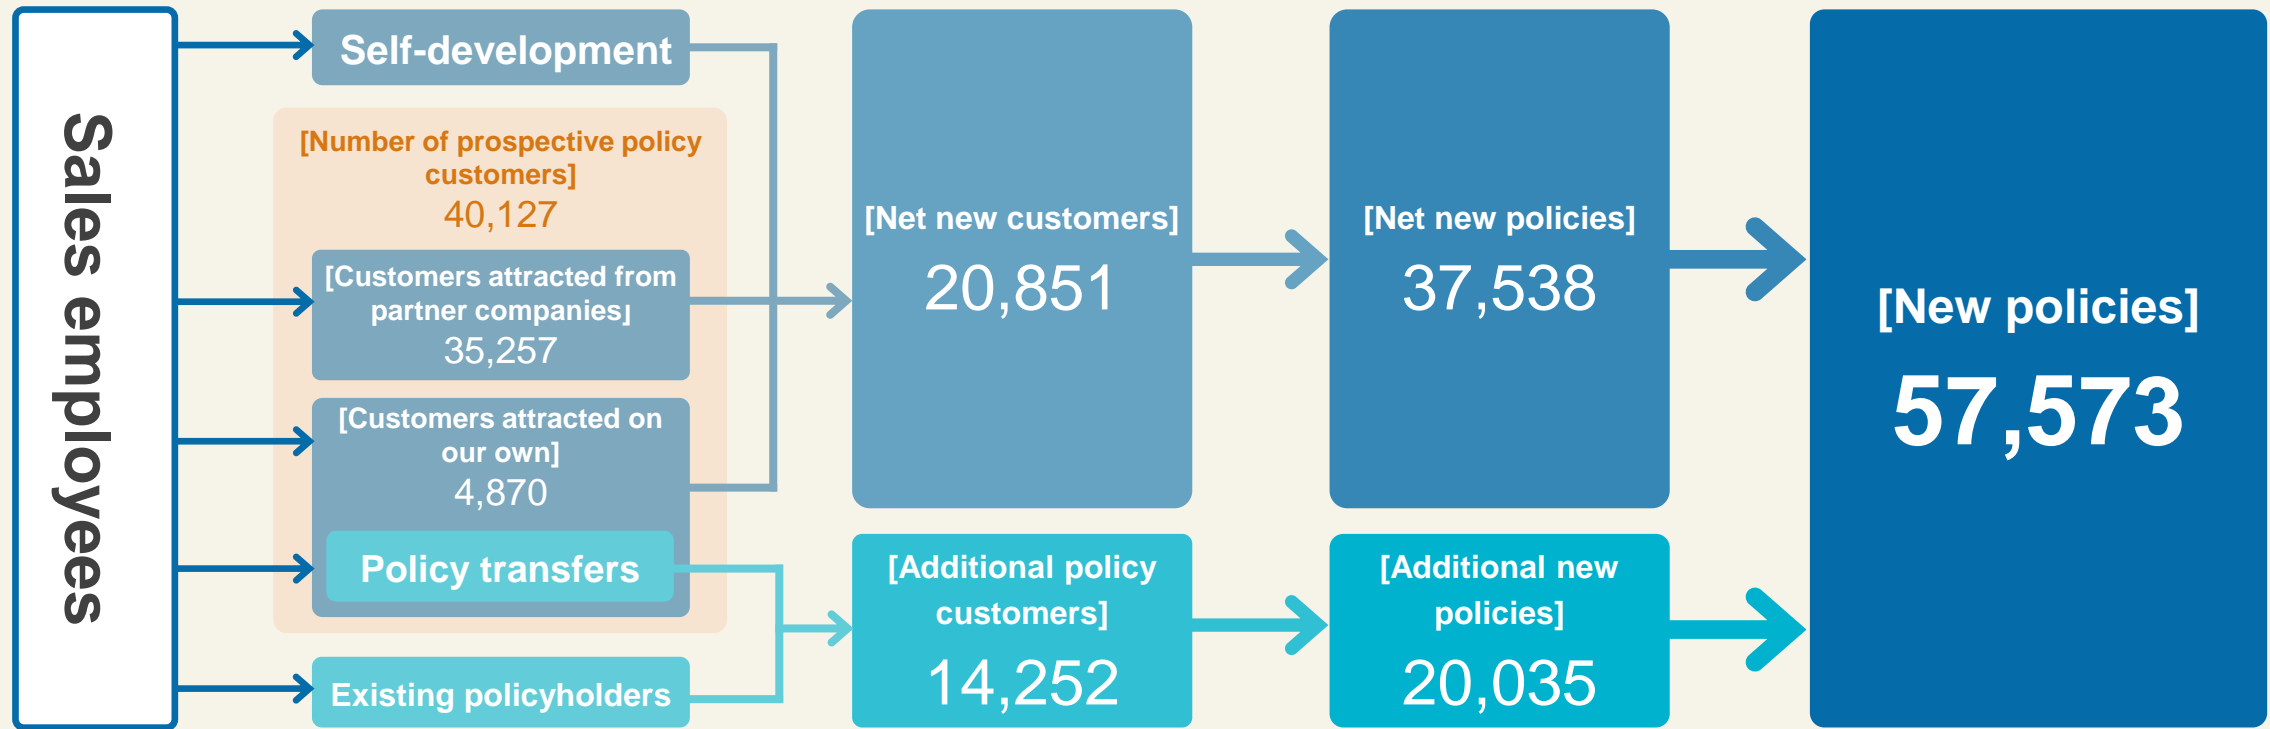 Sales employees
Self-development
[Number of prospective policy
customers]
40,127
[Customers attracted from
partner companies]
35,257
[Customers attracted on
our own]
4,870
Policy transfers
Existing policyholders
[Net new customers]
20,851
[Additional policy
customers]
14,252
[Net new policies]
37,538
[Additional new
policies]
20,035
[New policies]
57,573